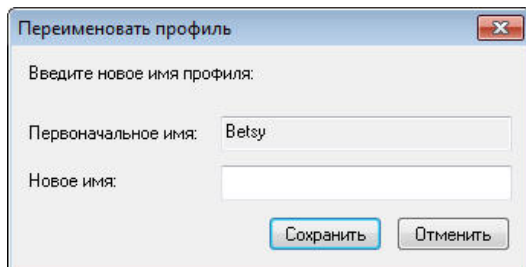 Переименовать профиль
Введите новое имя профиля:
Первоначальное имя: Betsy
Новое имя:
Сохранить Отменить